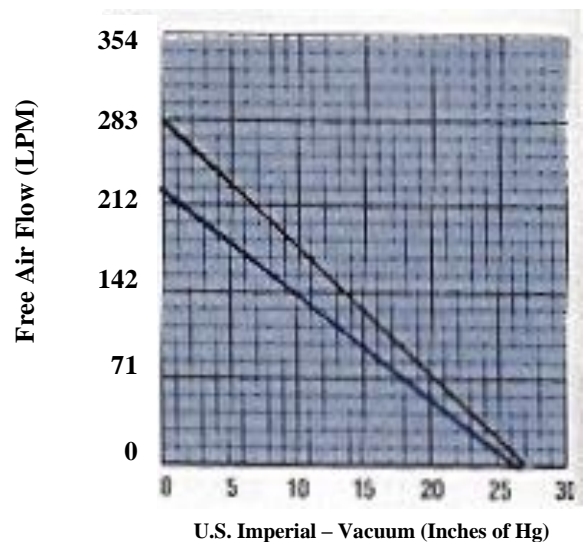 354
283
212
142
71
0
Free Air Flow (LPM)
0 5 10 15 20 25 30
U.S. Imperial – Vacuum (Inches of Hg)